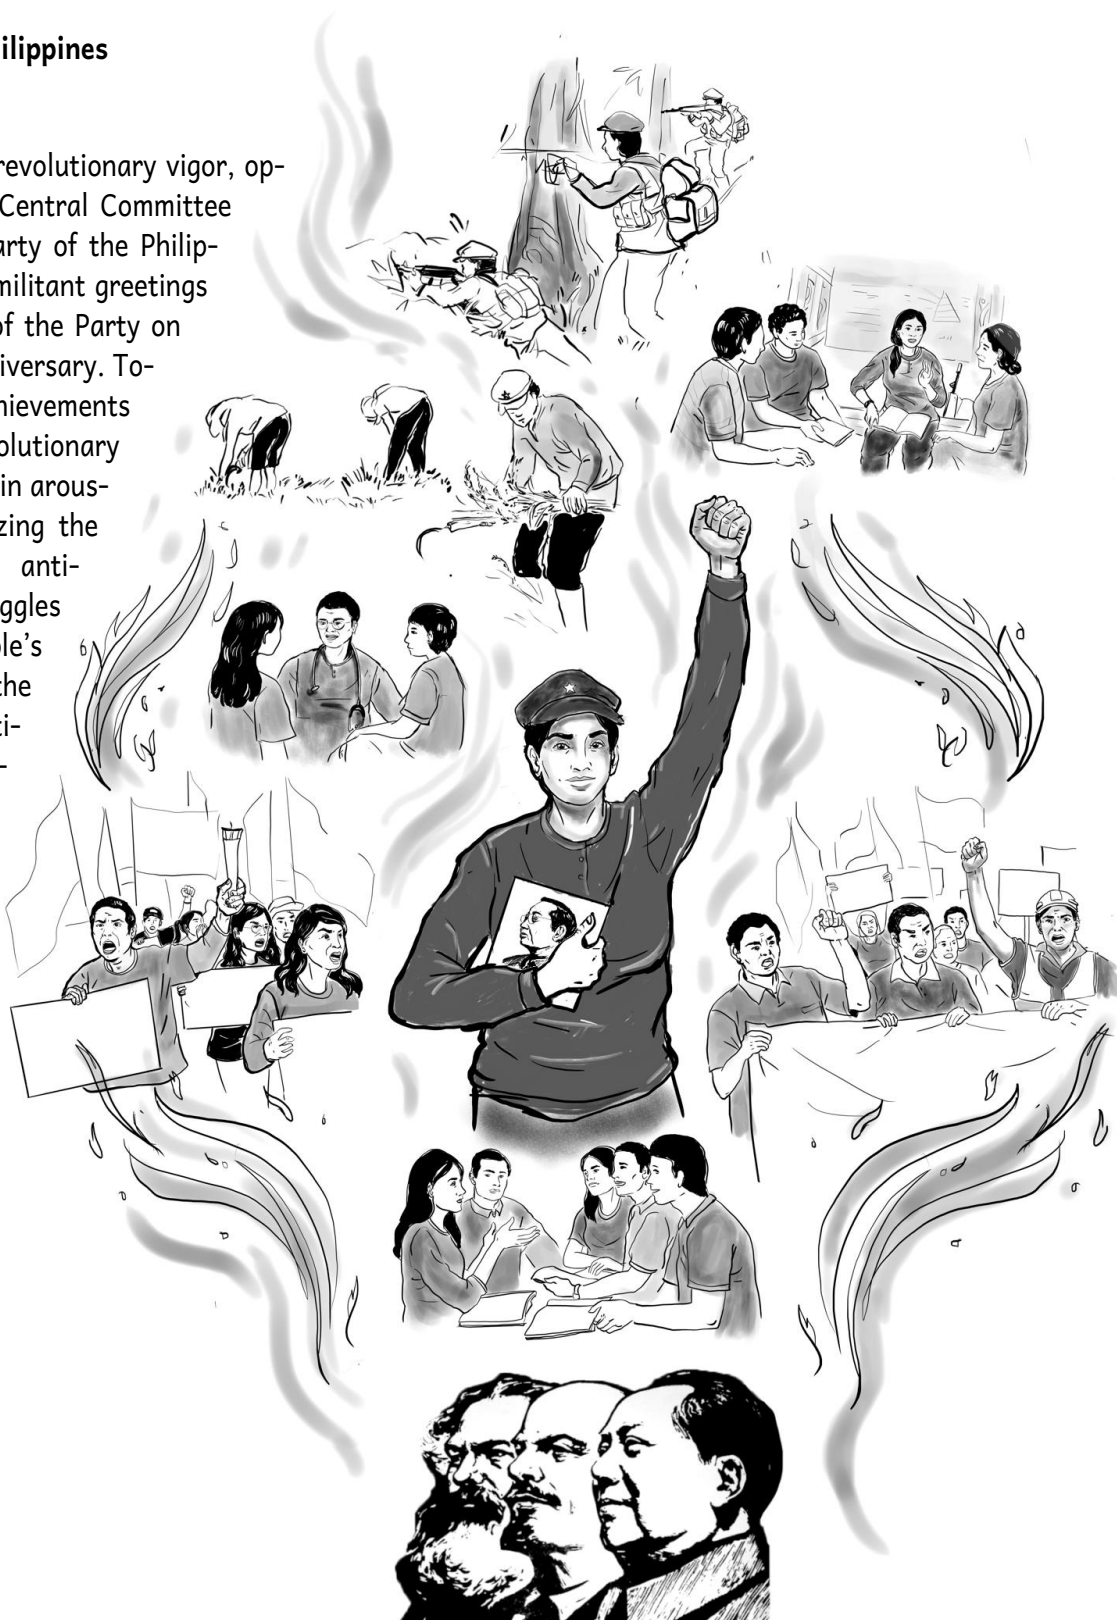 ilippines
revolutionary vigor, op-
Central Committee
arty of the Philip-
militant greetings
of the Party on
iversary. To-
hievements
olutionary
in arous-
zing the
anti-
ggles
ple's
the
ti-
-